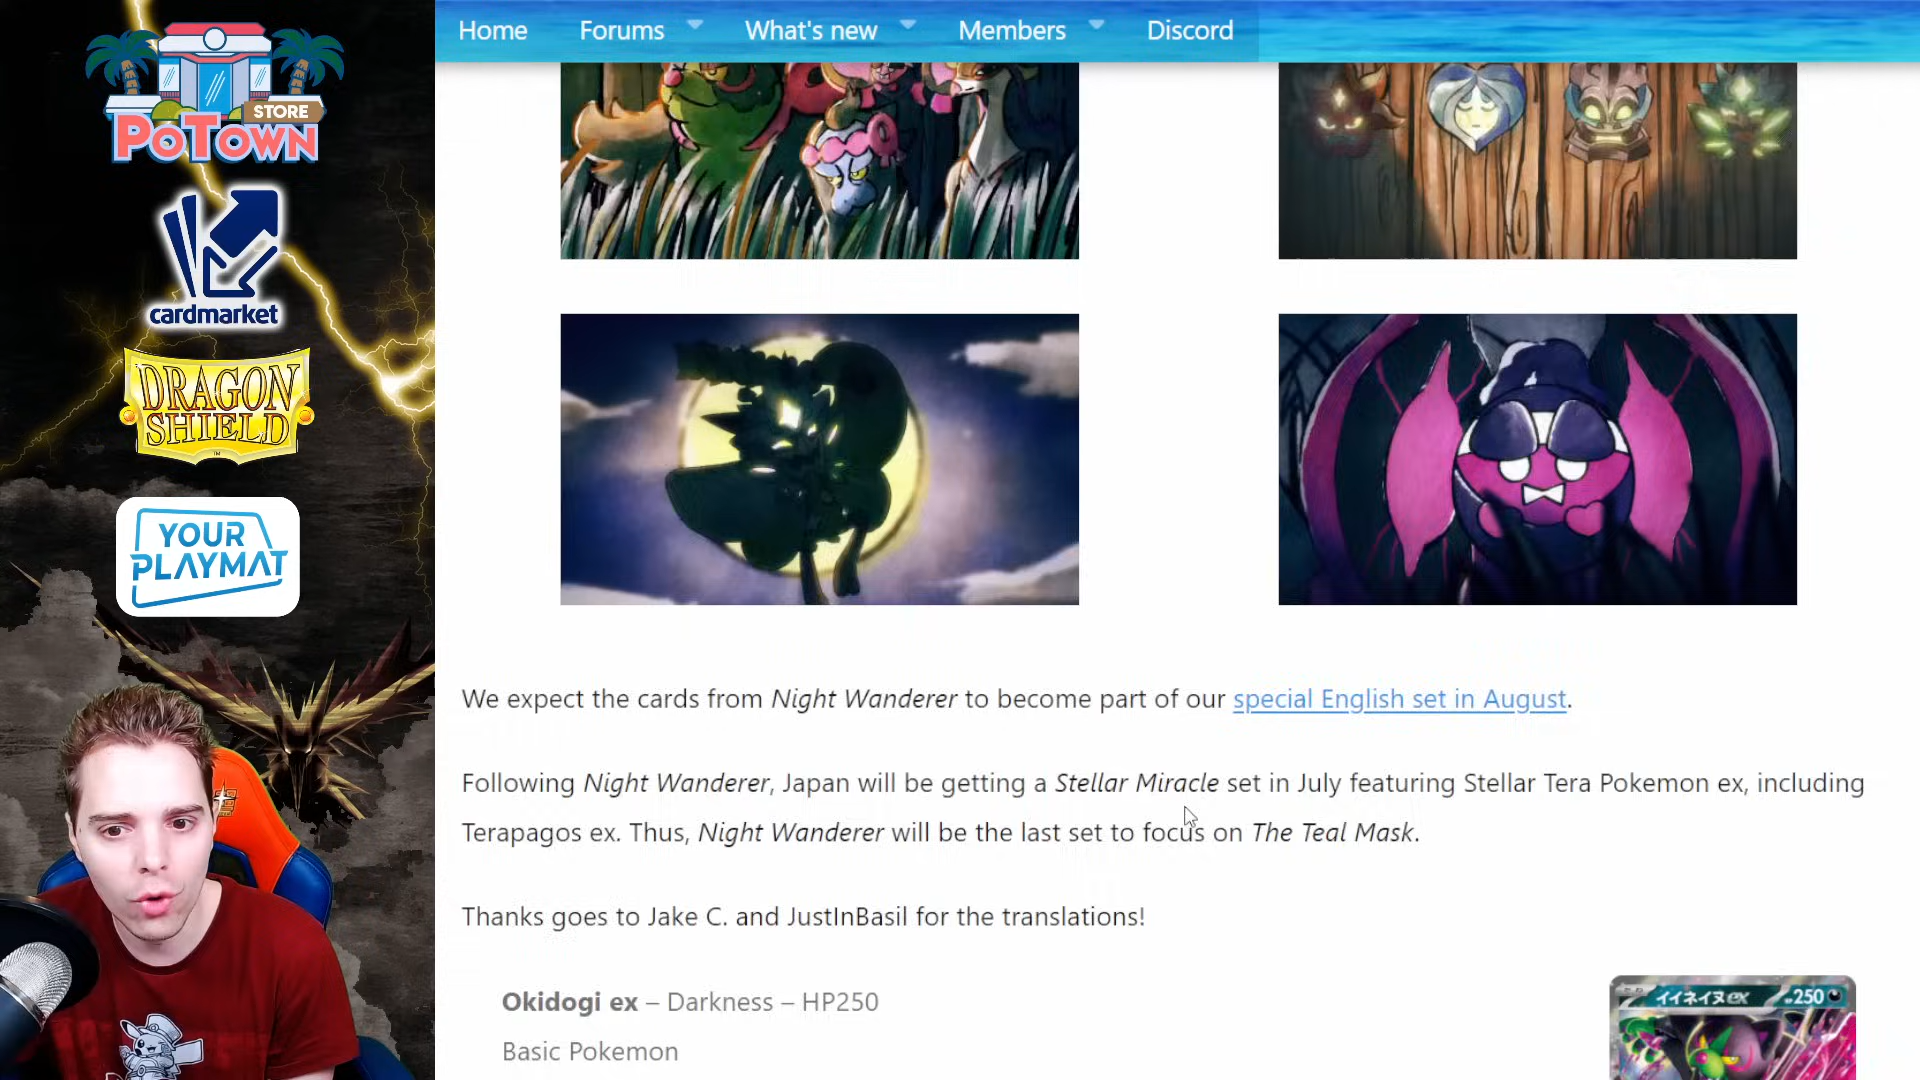 Home
Forums
What's new
Members
Discord
STORE
PoTOWN
cardmarket
DRAGON
SHIELD
YOUR
PLAYMAT
We expect the cards from Night Wanderer to become part of our special English set in August.
Following Night Wanderer, Japan will be getting a Stellar Miracle set in July featuring Stellar Tera Pokemon ex, including
Terapagos ex. Thus, Night Wanderer will be the last set to focus on The Teal Mask.
Thanks goes to Jake C. and JustInBasil for the translations!
Okidogi ex – Darkness – HP250
Basic Pokemon
イイネイヌex 250